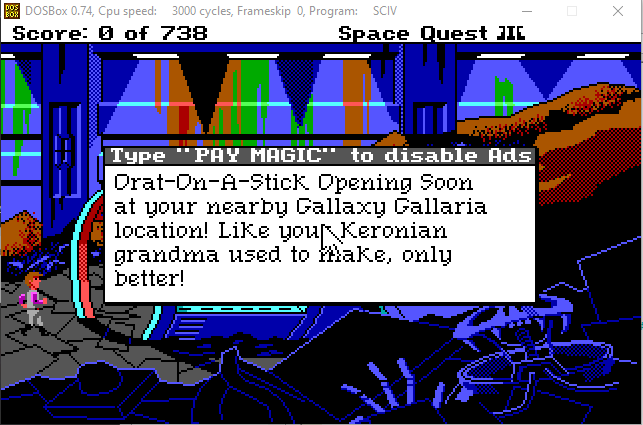 DOSBox 0.74, Cpu speed: 3000 cycles, Frameskip 0, Program: SCIV
Score: 0 of 738 Space Quest III
Type "PAY MAGIC" to disable Ads
Orat-On-A-Stick Opening Soon
at your nearby Gallaxy Gallaria
location! Like your Keronian
grandma used to make, only
better!